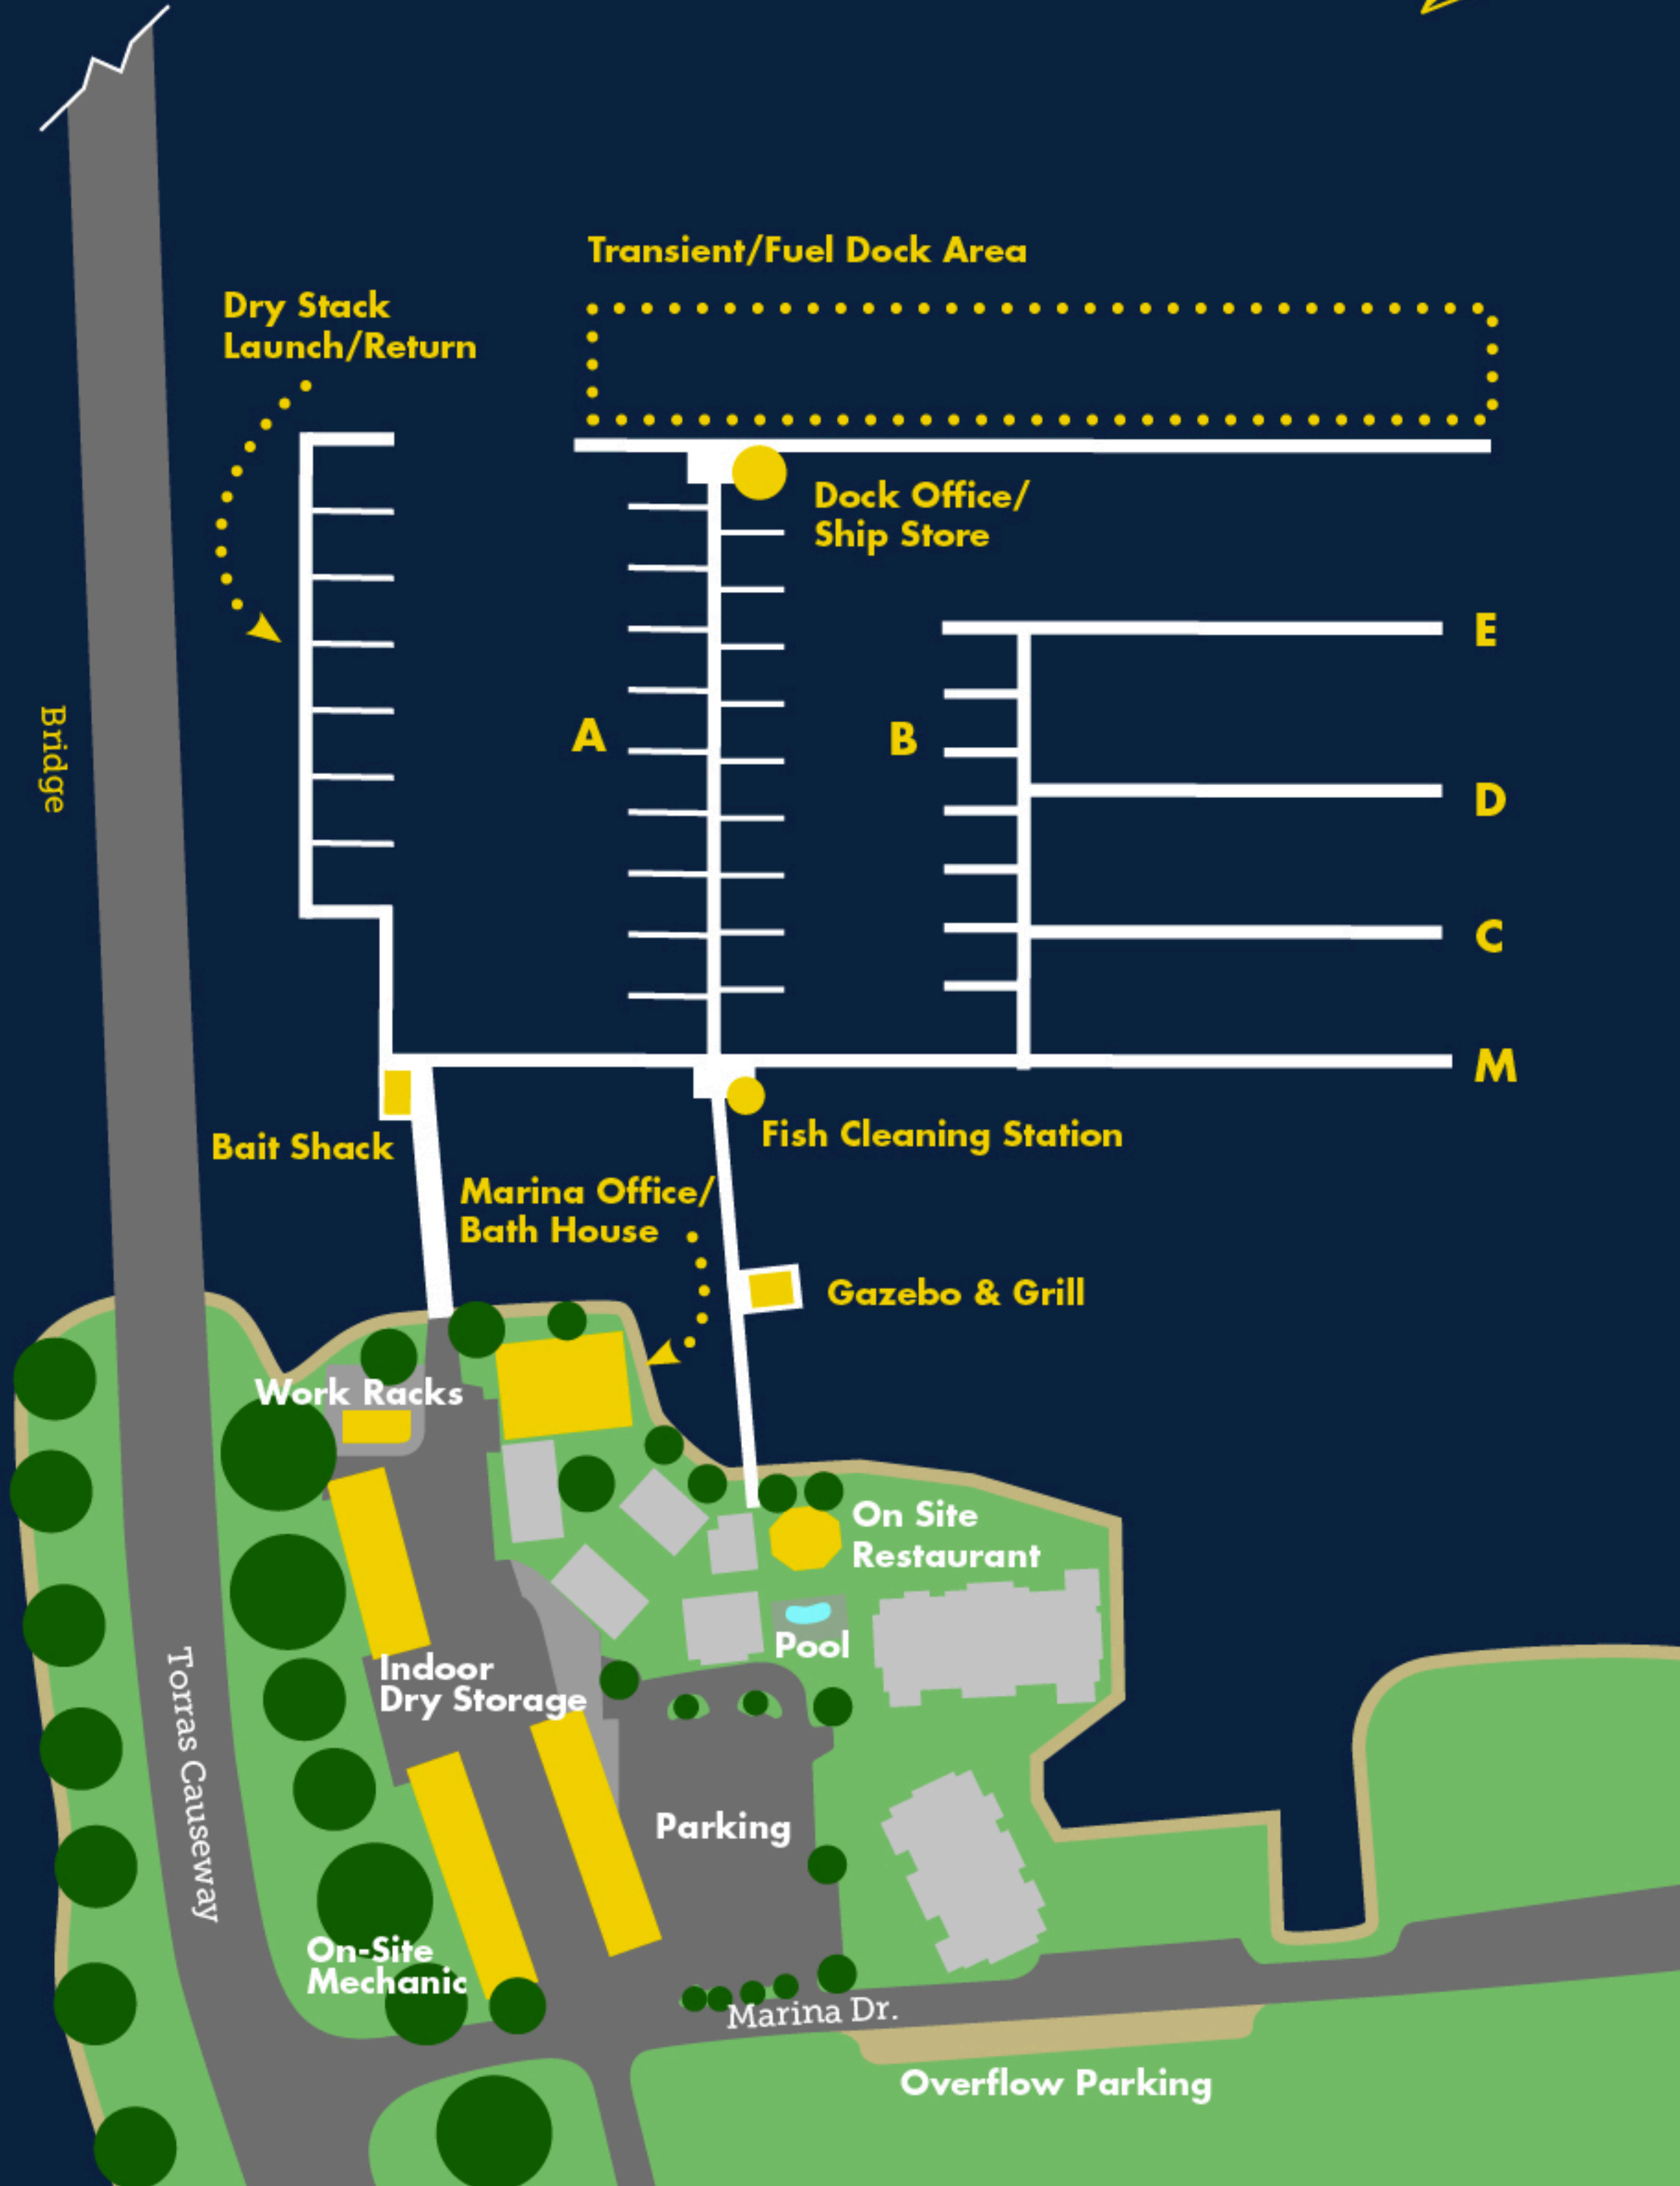 Transient/Fuel Dock Area
Dry Stack
Launch/Return
Dock Office/
Ship Store
E
Bridge
A
B
D
C
M
Bait Shack
Fish Cleaning Station
Marina Office/
Bath House
Gazebo & Grill
Work Racks
On Site
Restaurant
Pool
Indoor
Dry Storage
Torras Causeway
Parking
On-Site
Mechanic
Marina Dr.
Overflow Parking